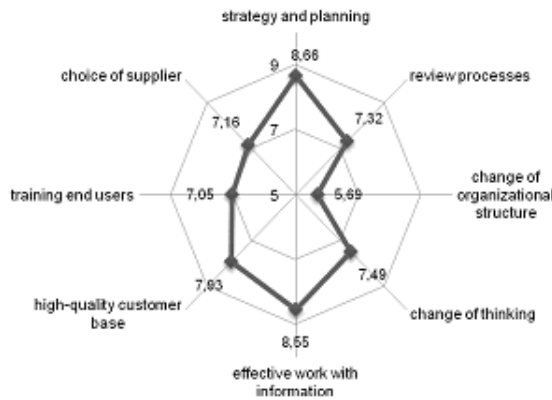 strategy and planning
9
8,66
choice of supplier
review processes
7,16
7
7,32
training end users
7,05
5
5,69
change of
organizational
structure
7,93
7,49
high-quality customer
base
change of thinking
8,55
effective work with
information